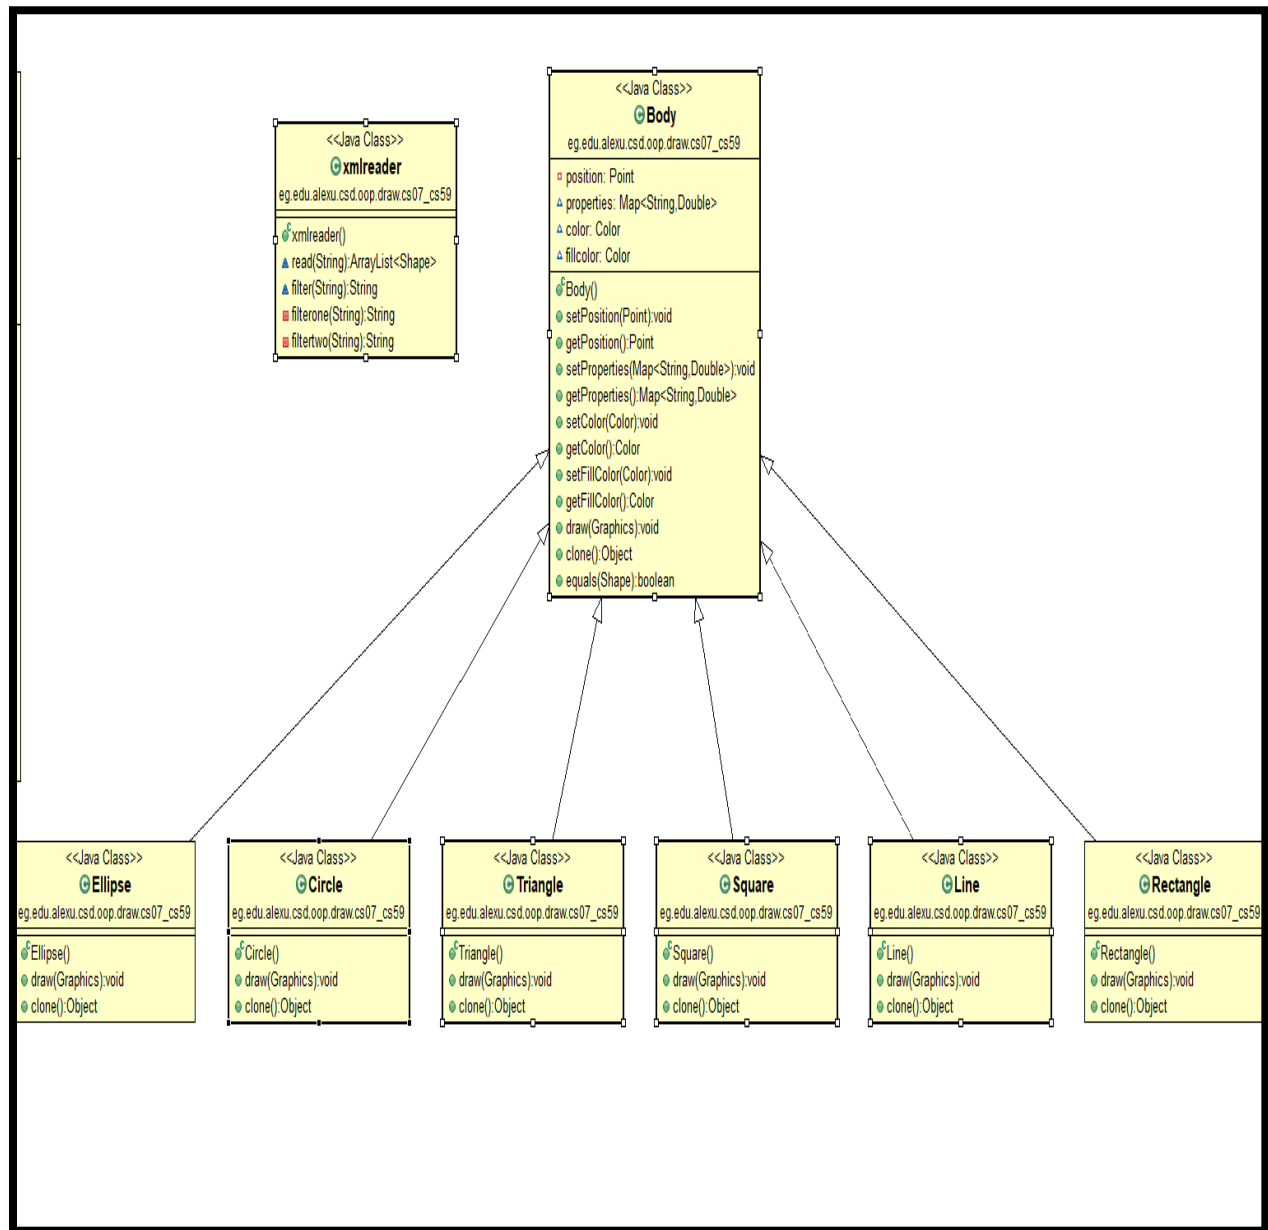 <<Java Class>>
xmlreader
eg.edu.alexu.csd.oop.draw.cs07_cs59
xmlreader()
read(String):ArrayList<Shape>
filter(String):String
filterone(String):String
filtertwo(String):String
<<Java Class>>
Body
eg.edu.alexu.csd.oop.draw.cs07_cs59
position: Point
properties: Map<String,Double>
color: Color
fillcolor: Color
Body()
setPosition(Point):void
getPosition():Point
setProperties(Map<String,Double>):void
getProperties():Map<String,Double>
setColor(Color):void
getColor():Color
setFillColor(Color):void
getFillColor():Color
draw(Graphics):void
clone():Object
equals(Shape):boolean
<<Java Class>>
Ellipse
eg.edu.alexu.csd.oop.draw.cs07_cs59
Ellipse()
draw(Graphics):void
clone():Object
<<Java Class>>
Circle
eg.edu.alexu.csd.oop.draw.cs07_cs59
Circle()
draw(Graphics):void
clone():Object
<<Java Class>>
Triangle
eg.edu.alexu.csd.oop.draw.cs07_cs59
Triangle()
draw(Graphics):void
clone():Object
<<Java Class>>
Square
eg.edu.alexu.csd.oop.draw.cs07_cs59
Square()
draw(Graphics):void
clone():Object
<<Java Class>>
Line
eg.edu.alexu.csd.oop.draw.cs07_cs59
Line()
draw(Graphics):void
clone():Object
<<Java Class>>
Rectangle
eg.edu.alexu.csd.oop.draw.cs07_cs59
Rectangle()
draw(Graphics):void
clone():Object